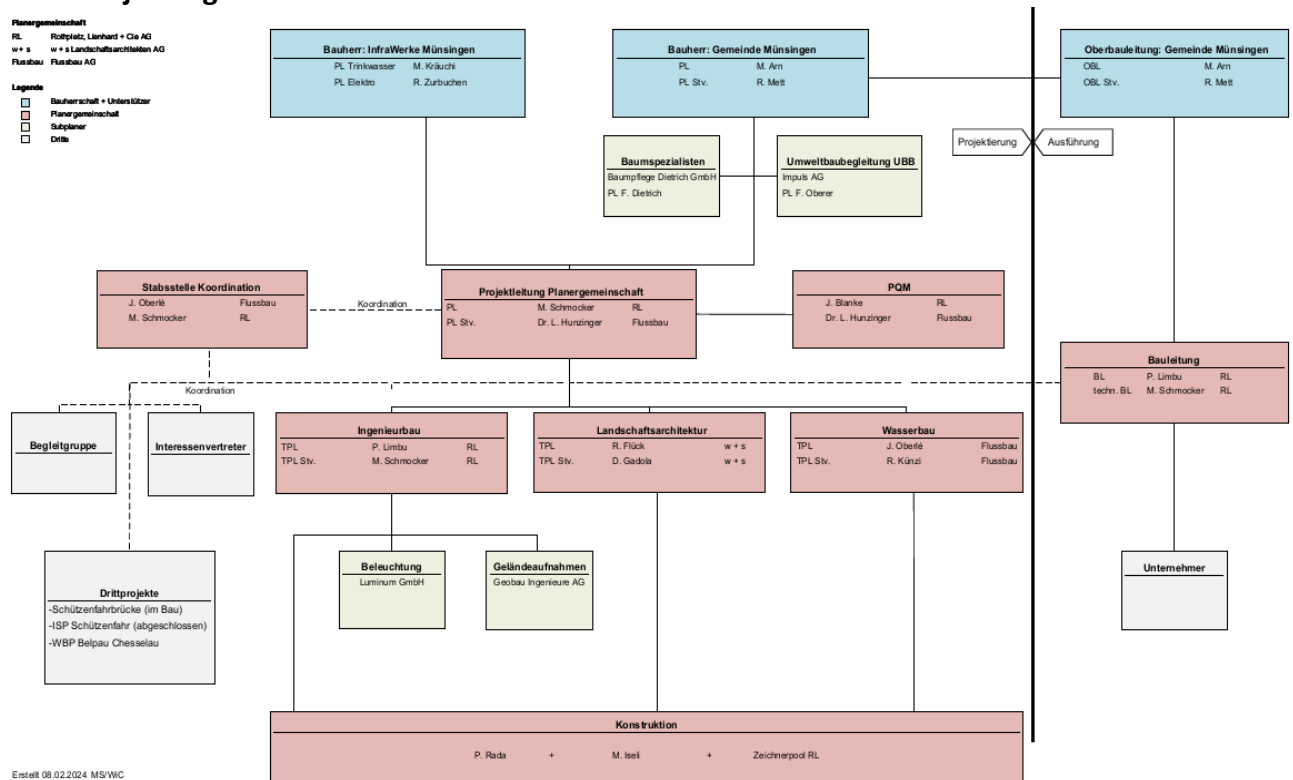 Planergemeinschaft
RL Rothpletz, Lienhard + Cie AG
w + s w + s Landschaftsarchitekten AG
Flussbau Flussbau AG
Legende
Bauherrschaft + Unterstützer
Planergemeinschaft
Subplaner
Dritte
Bauherr: InfraWerke Münsingen
PL Trinkwasser M. Kräuchi
PL Elektro R. Zurbuchen
Bauherr: Gemeinde Münsingen
PL M. Arn
PL Stv. R. Mett
Oberbauleitung: Gemeinde Münsingen
OBL M. Arn
OBL Stv. R. Mett
Projektierung Ausführung
Baumspezialisten
Baumpflege Dietrich GmbH
PL F. Dietrich
Umweltbaubegleitung UBB
Impuls AG
PL F. Oberer
Stabsstelle Koordination
J. Oberlé Flussbau
M. Schmocker RL
Koordination
Projektleitung Planergemeinschaft
PL M. Schmocker RL
PL Stv. Dr. L. Hunzinger Flussbau
PQM
J. Blanke RL
Dr. L. Hunzinger Flussbau
Bauleitung
BL P. Limbu RL
techn. BL M. Schmocker RL
Koordination
Begleitgruppe
Interessenvertreter
Ingenieurbau
TPL P. Limbu RL
TPL Stv. M. Schmocker RL
Landschaftsarchitektur
TPL R. Flück w + s
TPL Stv. D. Gadola w + s
Wasserbau
TPL J. Oberlé Flussbau
TPL Stv. R. Künzi Flussbau
Drittprojekte
-Schützenfahrbrücke (im Bau)
-ISP Schützenfahr (abgeschlossen)
-WBP Belpau Chesselau
Beleuchtung
Luminum GmbH
Geländeaufnahmen
Geobau Ingenieure AG
Unternehmer
Konstruktion
P. Rada + M. Iseli + Zeichnerpool RL
Erstellt 08.02.2024 MS/WiC